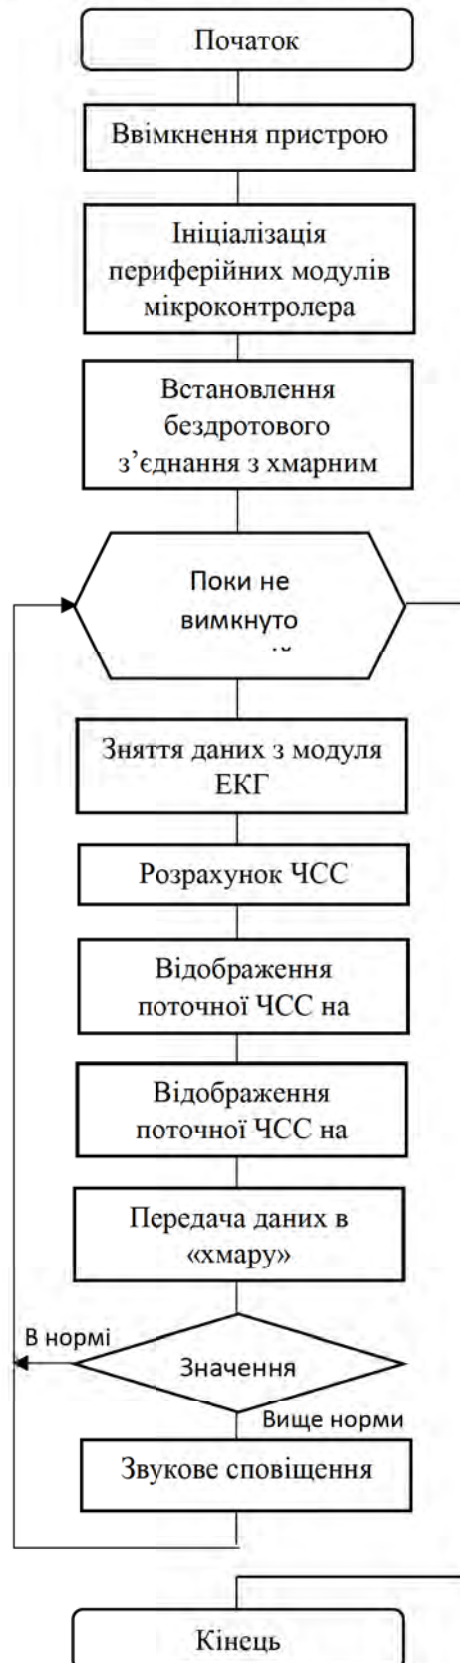 Початок
Ввімкнення пристрою
Ініціалізація
периферійних модулів
мікроконтролера
Встановлення
бездротового
з’єднання з хмарним
Поки не
вимкнуто
Зняття даних з модуля
ЕКГ
Розрахунок ЧСС
Відображення
поточної ЧСС на
Відображення
поточної ЧСС на
Передача даних в
«хмару»
В нормі
Значення
Вище норми
Звукове сповіщення
Кінець